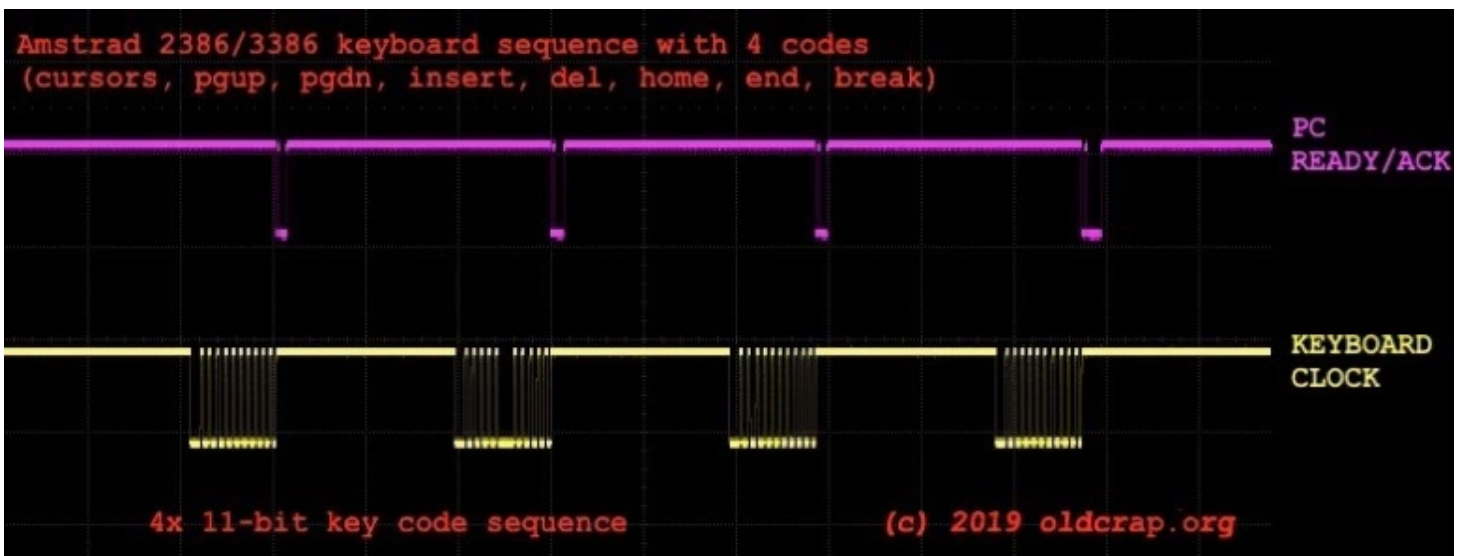 Amstrad 2386/3386 keyboard sequence with 4 codes
(cursors, pgup, pgdn, insert, del, home, end, break)
PC
READY/ACK
KEYBOARD
CLOCK
4x 11-bit key code sequence
(c) 2019 oldcrap.org